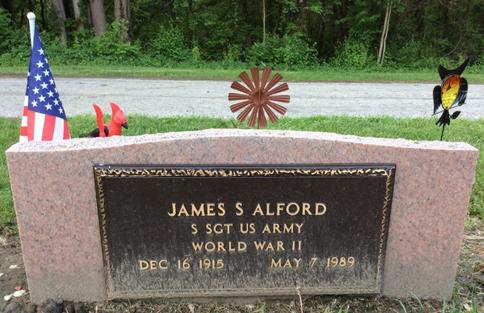 JAMES S ALFORD
S SGT US ARMY
WORLD WAR II
DEC 16 1915 MAY 7 1989